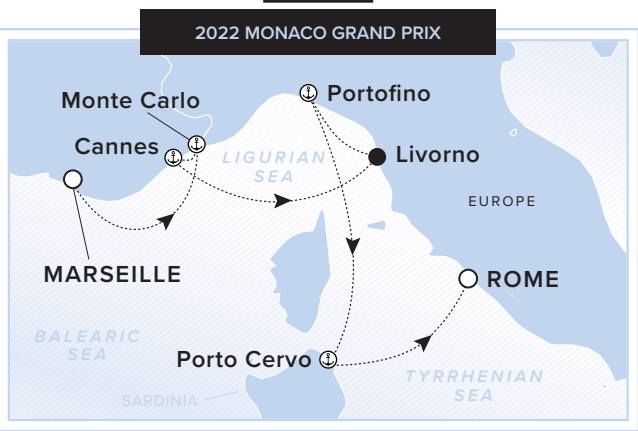 2022 MONACO GRAND PRIX
Monte Carlo
Portofino
Cannes
LIGURIAN
SEA
Livorno
EUROPE
MARSEILLE
ROME
BALEARIC
SEA
Porto Cervo
TYRRHENIAN
SEA
SARDINIA